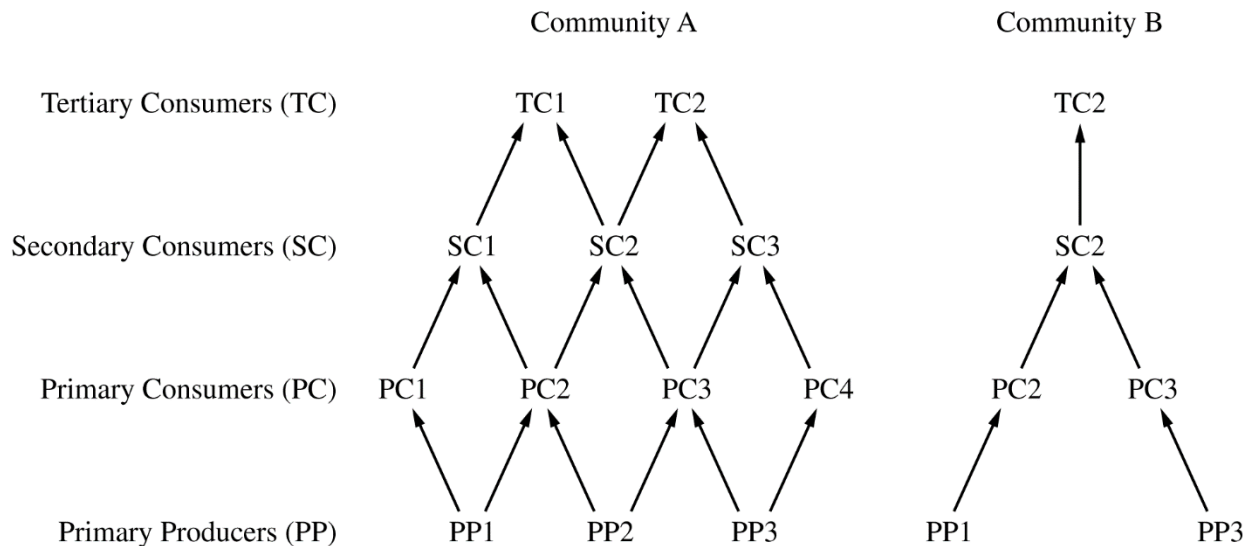 Community A Community B
Tertiary Consumers (TC) TC1 TC2 TC2
Secondary Consumers (SC) SC1 SC2 SC3 SC2
Primary Consumers (PC) PC1 PC2 PC3 PC4 PC2 PC3
Primary Producers (PP) PP1 PP2 PP3 PP1 PP3